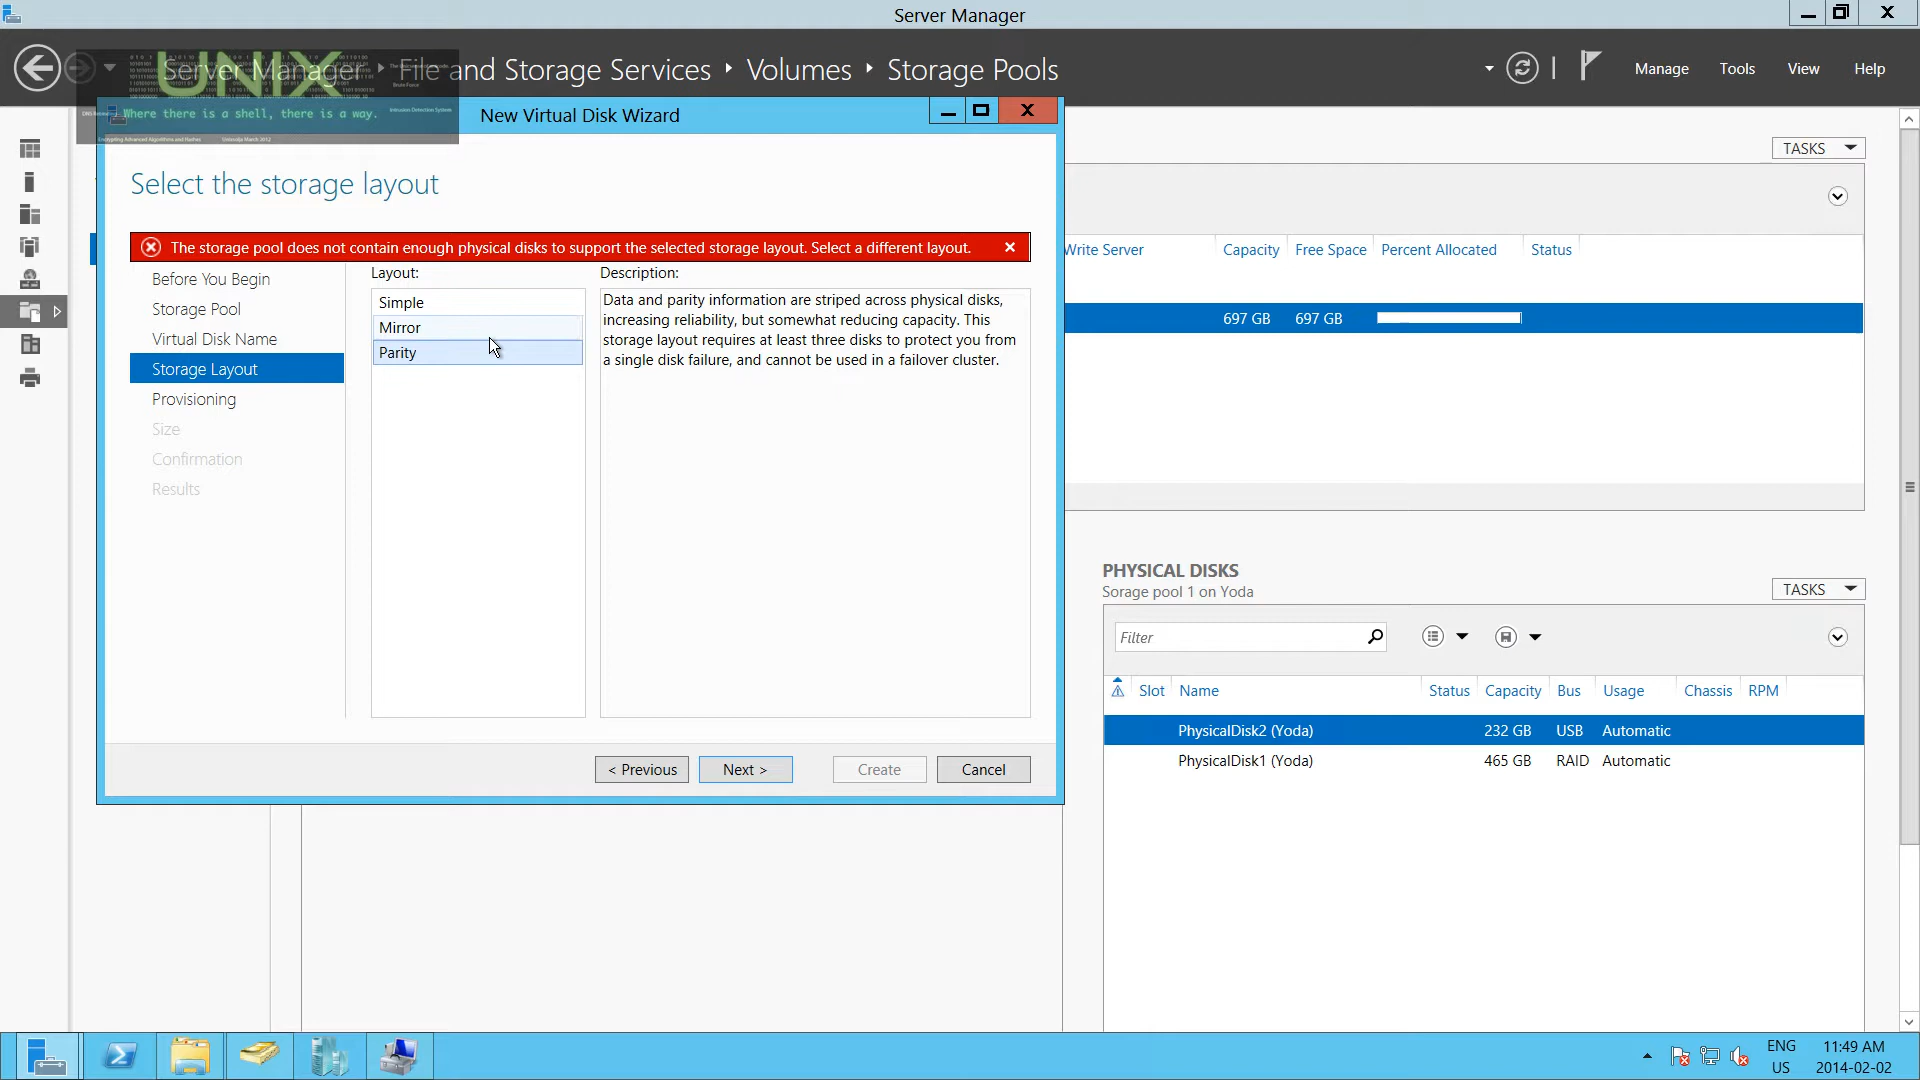 Server Manager
Server Manager File and Storage Services Volumes Storage Pools
Manage Tools View Help
UNIX
Where there is a shell, there is a way.
New Virtual Disk Wizard
TASKS
Select the storage layout
The storage pool does not contain enough physical disks to support the selected storage layout. Select a different layout.
Before You Begin
Storage Pool
Virtual Disk Name
Storage Layout
Provisioning
Size
Confirmation
Results
Layout:
Simple
Mirror
Parity
Description:
Data and parity information are striped across physical disks,
increasing reliability, but somewhat reducing capacity. This
storage layout requires at least three disks to protect you from
a single disk failure, and cannot be used in a failover cluster.
< Previous
Next >
Create
Cancel
Write Server Capacity Free Space Percent Allocated Status
697 GB 697 GB
PHYSICAL DISKS
Sorage pool 1 on Yoda
TASKS
Filter
Slot Name Status Capacity Bus Usage Chassis RPM
PhysicalDisk2 (Yoda) 232 GB USB Automatic
PhysicalDisk1 (Yoda) 465 GB RAID Automatic
ENG
US
11:49 AM
2014-02-02